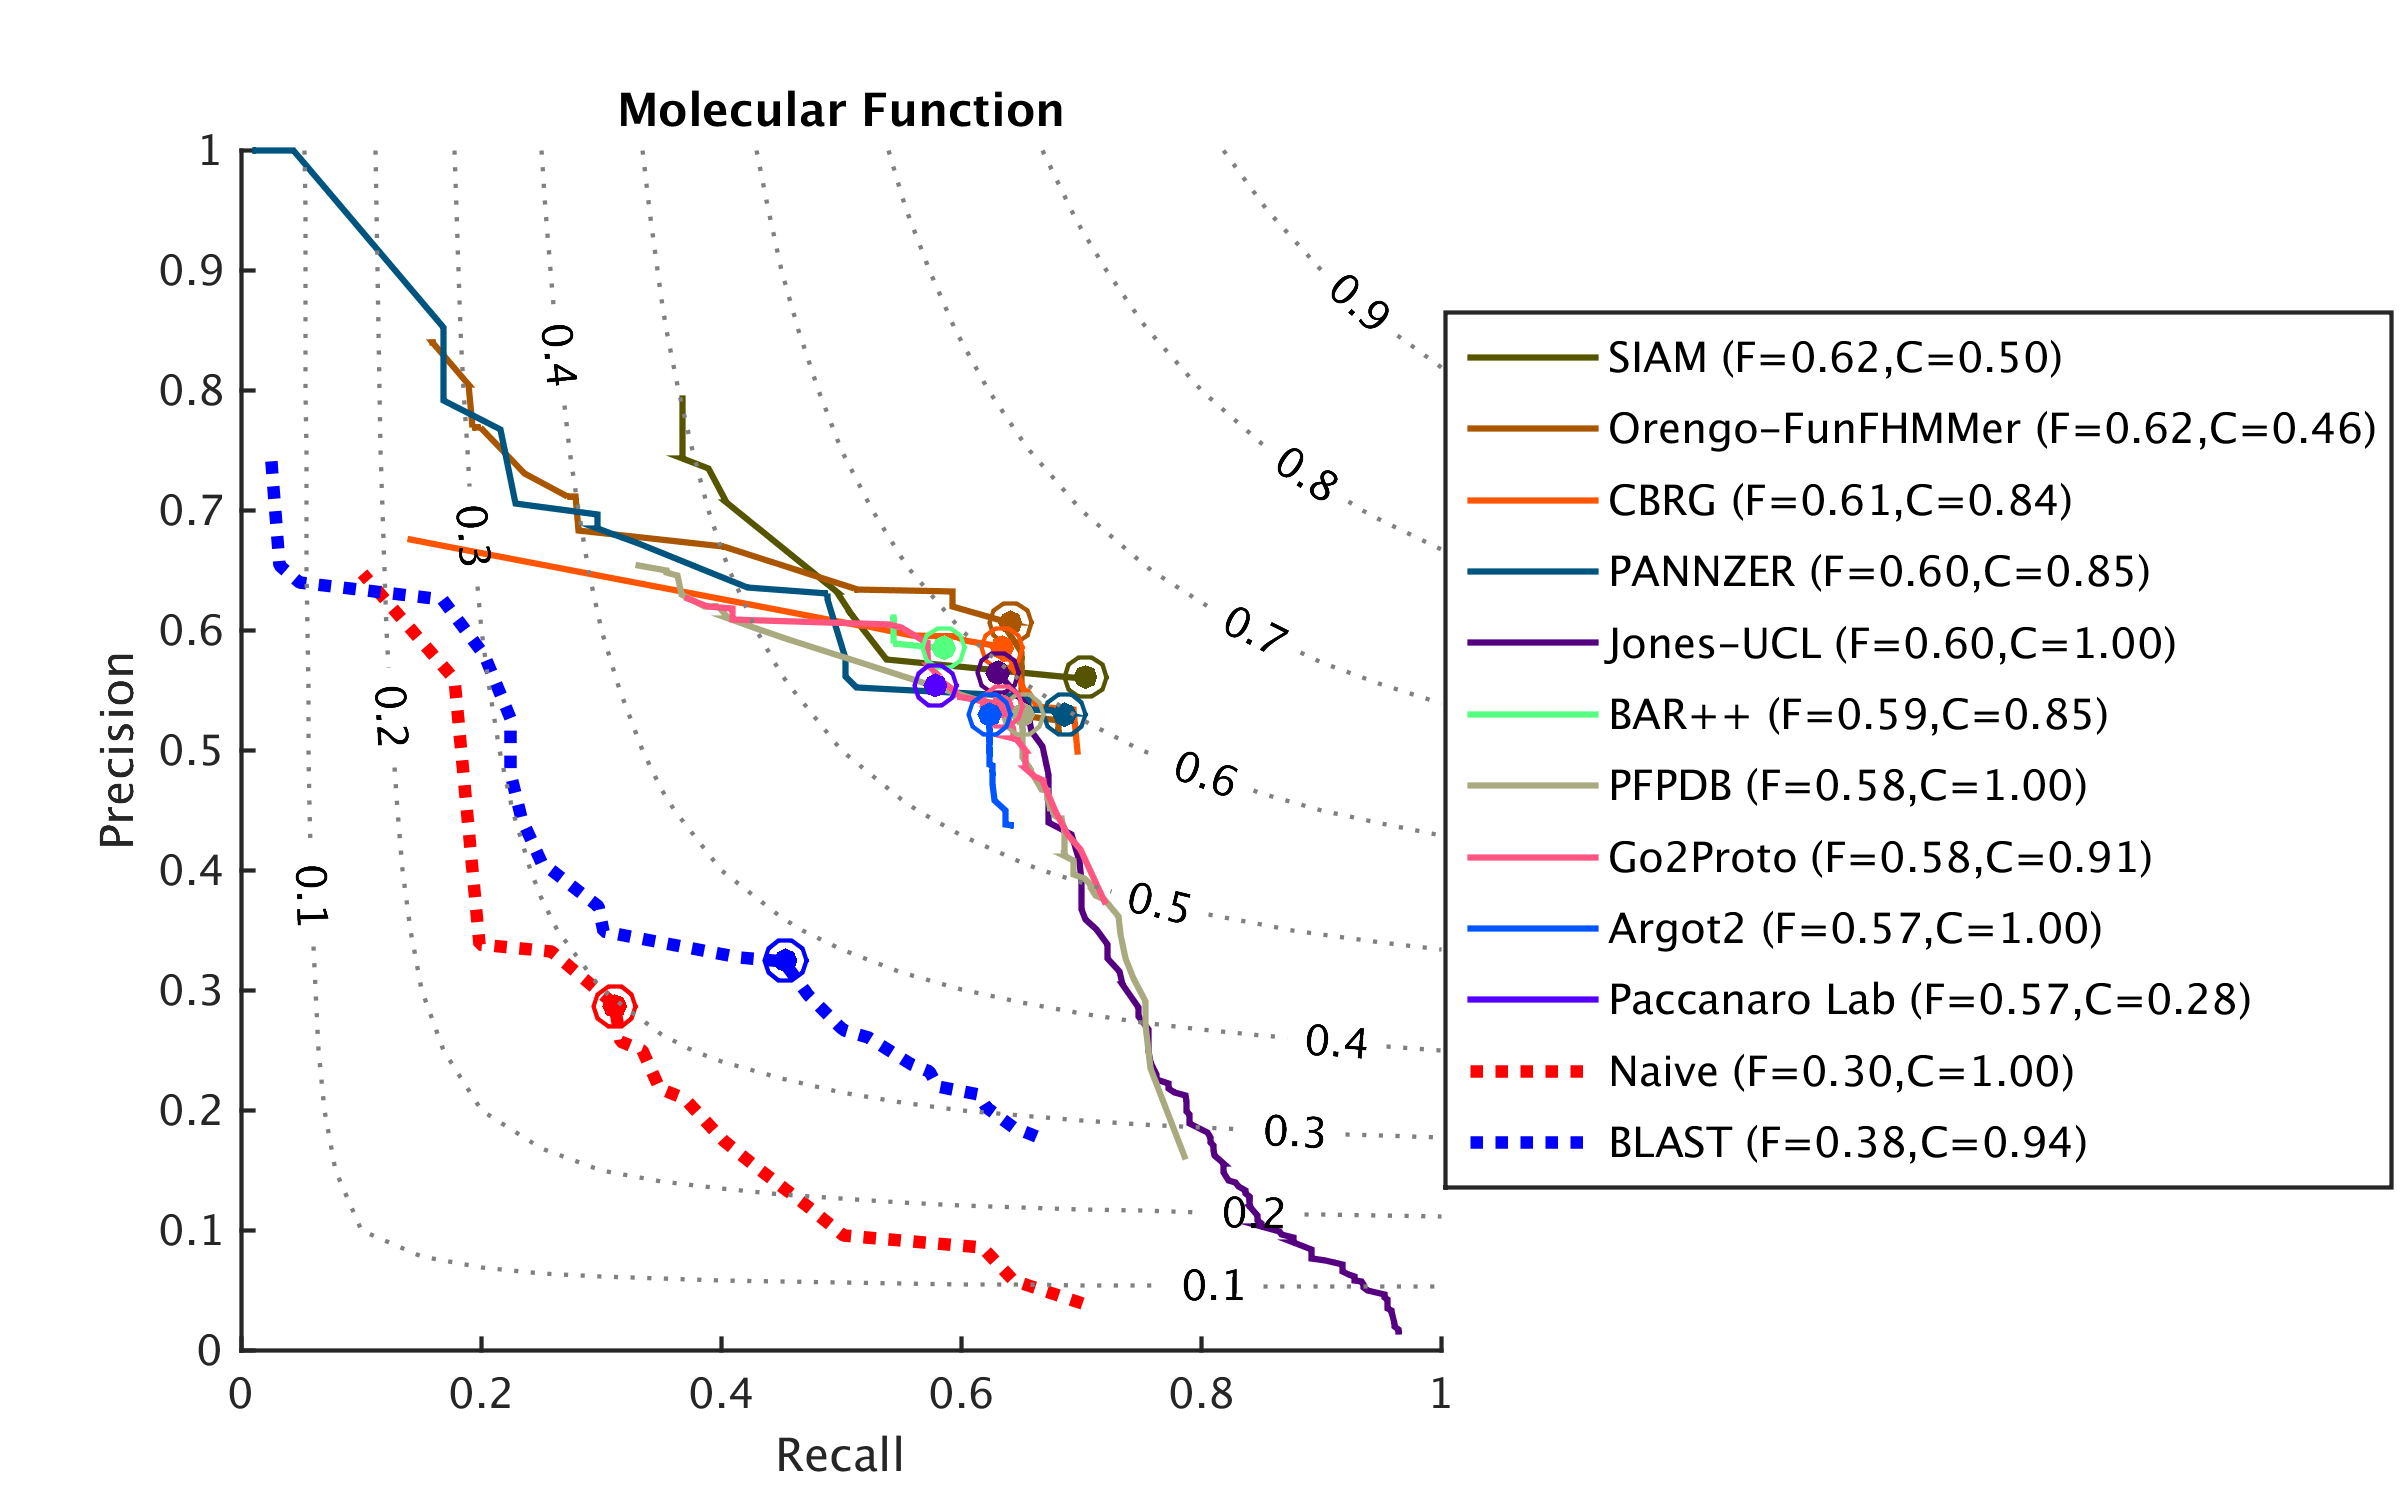 Molecular Function
1
0.9
0.8
0.7
0.6
0.5
0.4
0.3
0.2
0.1
0
Precision
0 0.2 0.4 0.6 0.8 1
Recall
0.9
0.8
0.7
0.6
0.5
0.4
0.3
0.2
0.1
0.4
0.3
0.2
0.1
SIAM (F=0.62,C=0.50)
Orengo-FunFHMMer (F=0.62,C=0.46)
CBRG (F=0.61,C=0.84)
PANNZER (F=0.60,C=0.85)
Jones-UCL (F=0.60,C=1.00)
BAR++ (F=0.59,C=0.85)
PFPDB (F=0.58,C=1.00)
Go2Proto (F=0.58,C=0.91)
Argot2 (F=0.57,C=1.00)
Paccanaro Lab (F=0.57,C=0.28)
Naive (F=0.30,C=1.00)
BLAST (F=0.38,C=0.94)